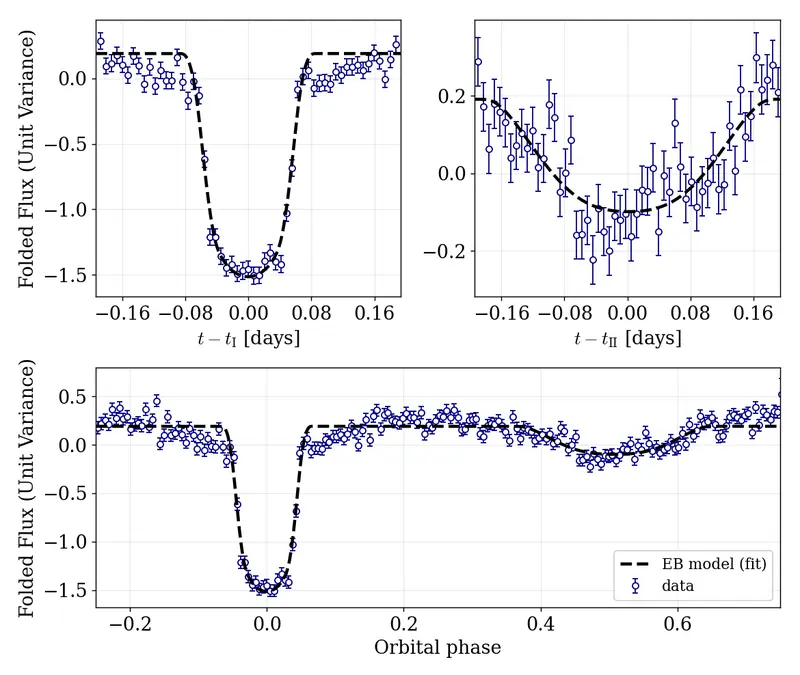 Folded Flux (Unit Variance)
0.0
−0.5
−1.0
−1.5
−0.16 −0.08 0.00 0.08 0.16
t − tI [days]
0.2
0.0
−0.2
−0.16 −0.08 0.00 0.08 0.16
t − tII [days]
Folded Flux (Unit Variance)
0.5
0.0
−0.5
−1.0
−1.5
EB model (fit)
data
−0.2 0.0 0.2 0.4 0.6
Orbital phase